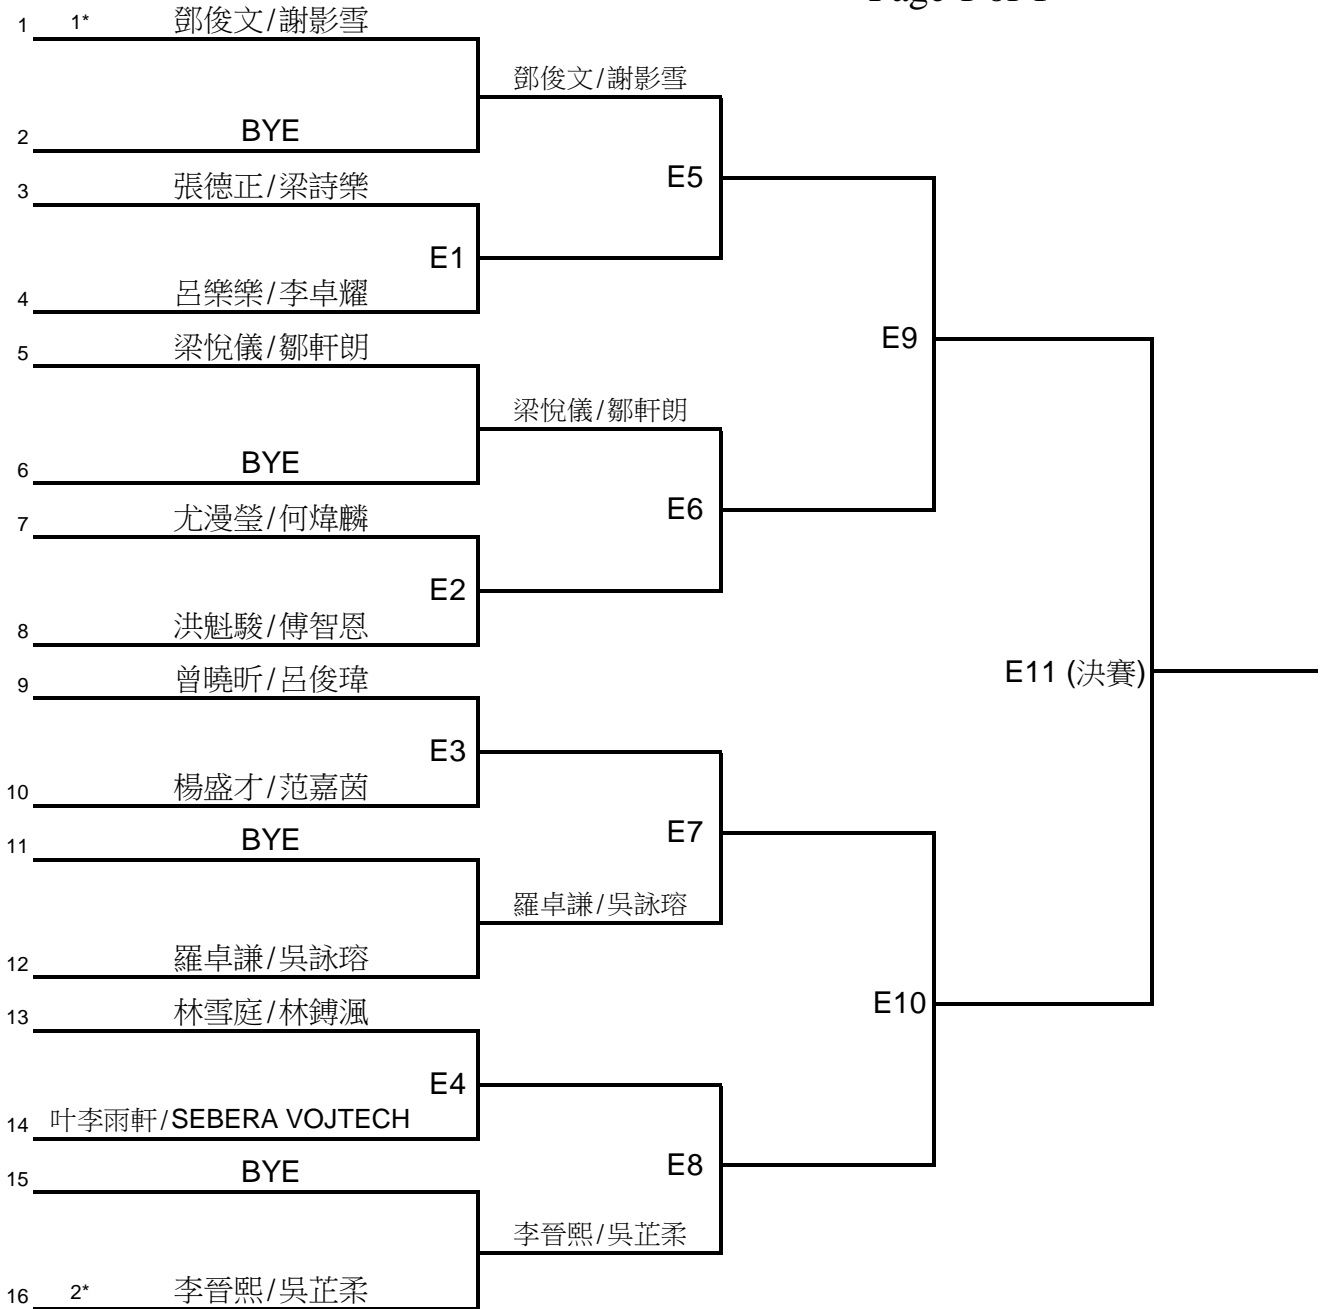 1 1* 鄧俊文/謝影雪
鄧俊文/謝影雪
2 BYE
3 張德正/梁詩樂
E5
E1
4 呂樂樂/李卓耀
5 梁悅儀/鄒軒朗
E9
梁悅儀/鄒軒朗
6 BYE
7 尤漫瑩/何煒麟
E6
E2
8 洪魁駿/傅智恩
9 曾曉昕/呂俊瑋
E11 (決賽)
E3
10 楊盛才/范嘉茵
11 BYE
E7
羅卓謙/吳詠瑢
12 羅卓謙/吳詠瑢
13 林雪庭/林鎛渢
E10
E4
14 叶李雨軒/SEBERA VOJTECH
15 BYE
E8
李晉熙/吳芷柔
16 2* 李晉熙/吳芷柔